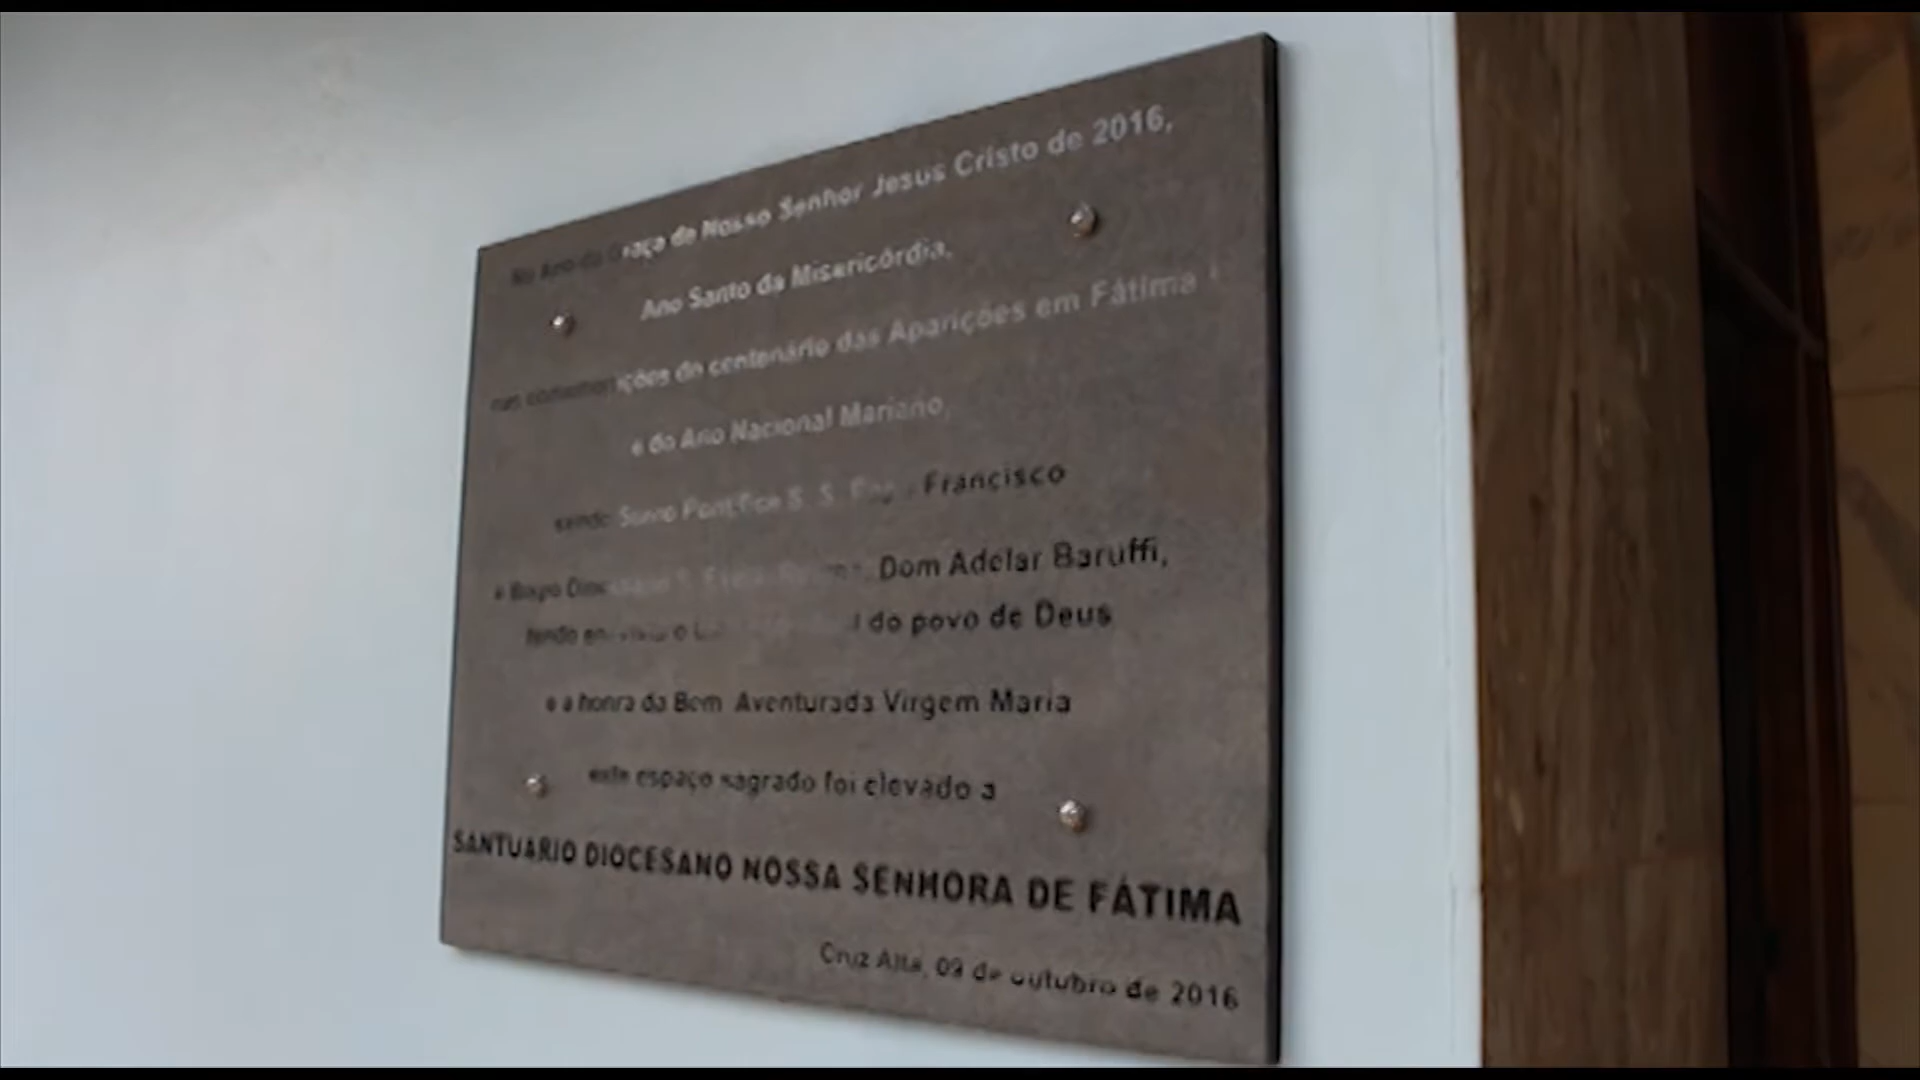 No Ano da Graça de Nosso Senhor Jesus Cristo de 2016,
Ano Santo da Misericórdia,
ções do centenário das Aparições em Fátima
e do Ano Nacional Mariano,
sendo Sumo Pontífice S. S. Papa Francisco
e Bispo Dom Adelar Baruffi,
tendo em do povo de Deus
e a honra da Bem Aventurada Virgem Maria
este espaço sagrado foi elevado a
SANTUÁRIO DIOCESANO NOSSA SENHORA DE FÁTIMA
Cruz Alta, 09 de outubro de 2016